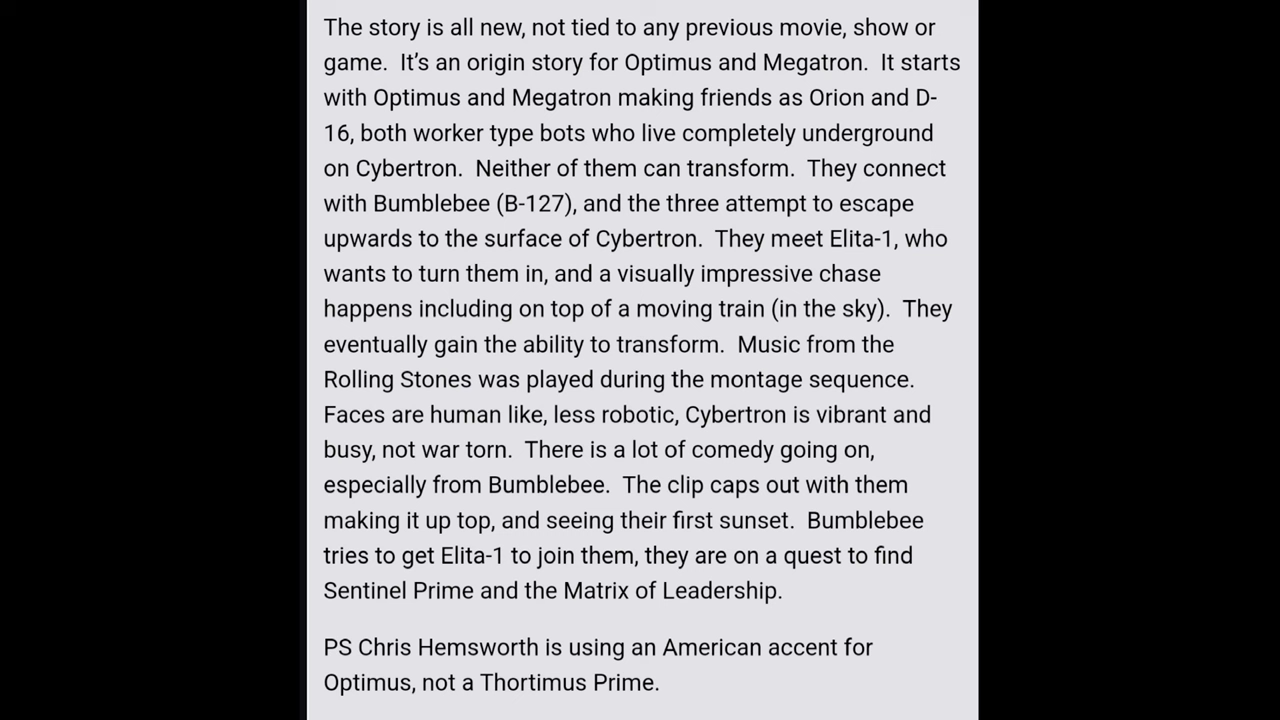 The story is all new, not tied to any previous movie, show or
game.  It’s an origin story for Optimus and Megatron.  It starts
with Optimus and Megatron making friends as Orion and D-
16, both worker type bots who live completely underground
on Cybertron.  Neither of them can transform.  They connect
with Bumblebee (B-127), and the three attempt to escape
upwards to the surface of Cybertron.  They meet Elita-1, who
wants to turn them in, and a visually impressive chase
happens including on top of a moving train (in the sky).  They
eventually gain the ability to transform.  Music from the
Rolling Stones was played during the montage sequence.
Faces are human like, less robotic, Cybertron is vibrant and
busy, not war torn.  There is a lot of comedy going on,
especially from Bumblebee.  The clip caps out with them
making it up top, and seeing their first sunset.  Bumblebee
tries to get Elita-1 to join them, they are on a quest to find
Sentinel Prime and the Matrix of Leadership.
PS Chris Hemsworth is using an American accent for
Optimus, not a Thortimus Prime.